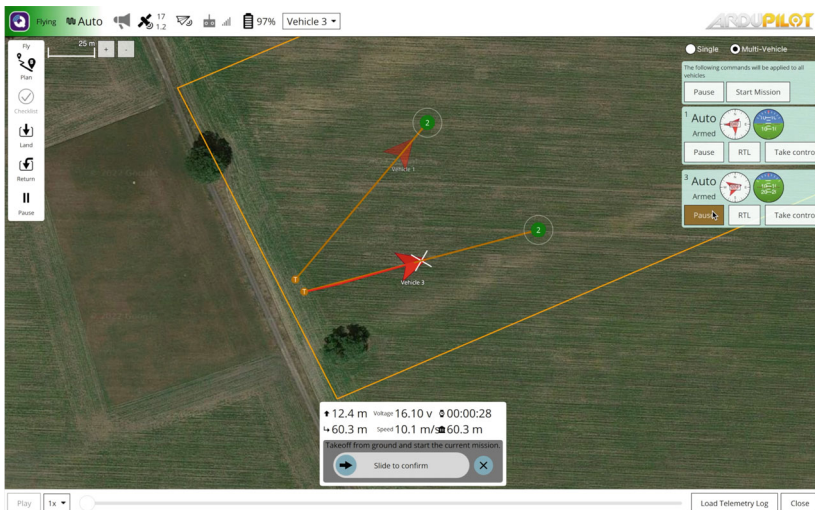 Flying Auto 17 1.2 97% Vehicle 3 ARDUPILOT
Fly
Plan
Checklist
Land
Return
Pause
25 m + -
Single Multi-Vehicle
The following commands will be applied to all
vehicles
Pause Start Mission
1 Auto
Armed
Pause RTL Take contro
3 Auto
Armed
Pause RTL Take contro
2
Vehicle 1
2
T
T
Vehicle 3
12.4 m Voltage 16.10 v 00:00:28
60.3 m Speed 10.1 m/s 60.3 m
Takeoff from ground and start the current mission.
Slide to confirm
Play 1x Load Telemetry Log Close